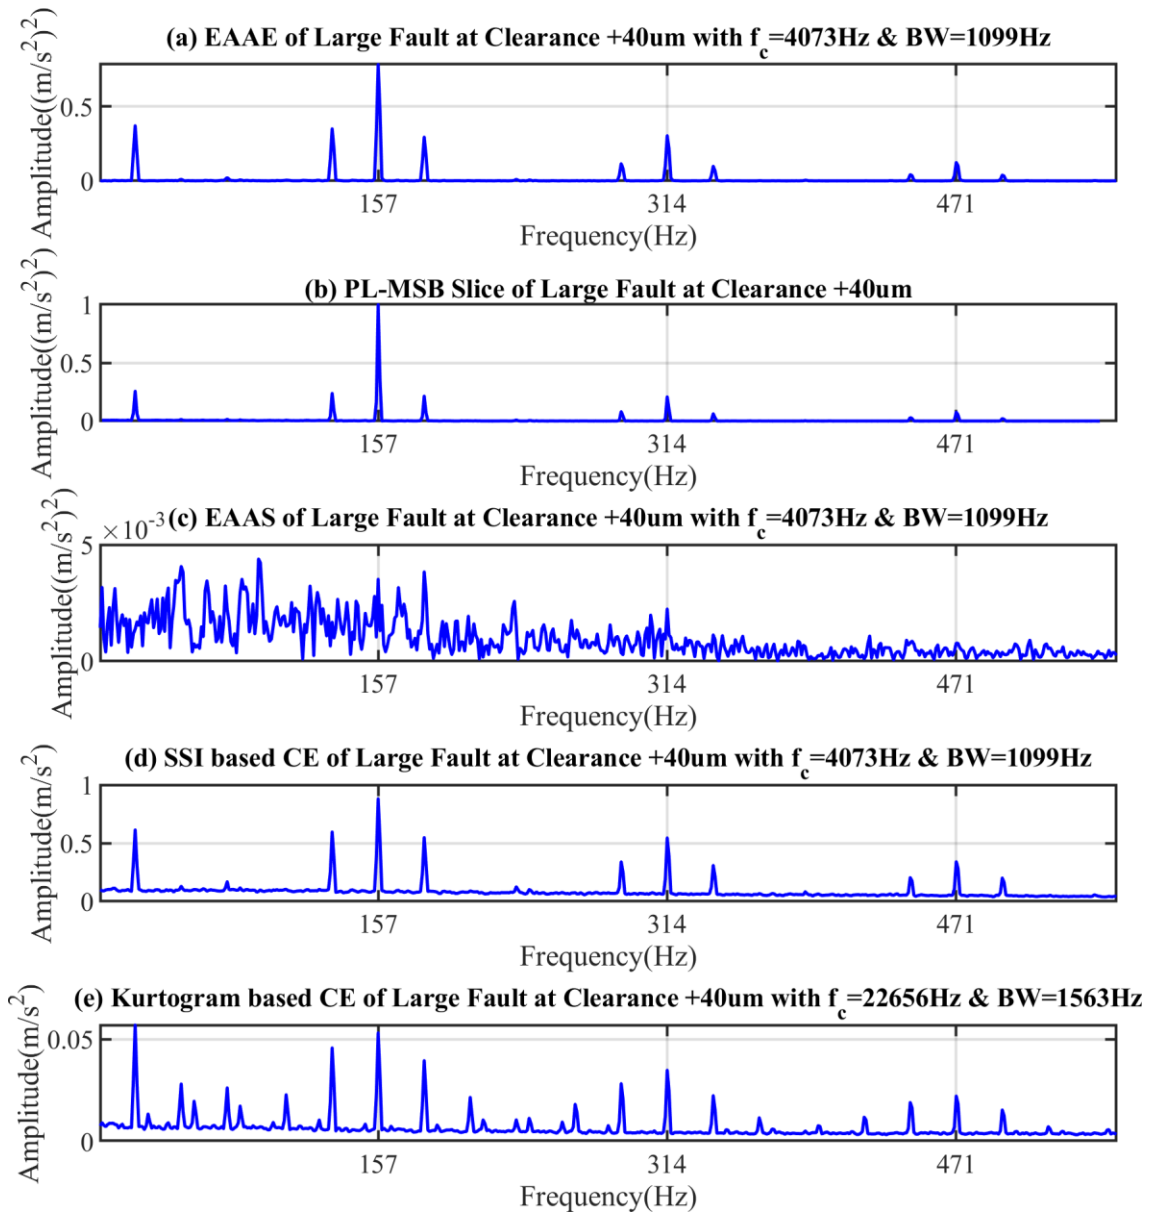 (a) EAAE of Large Fault at Clearance +40um with f_c=4073Hz & BW=1099Hz
Amplitude((m/s²)²)
0.5
0
157 314 471
Frequency(Hz)
(b) PL-MSB Slice of Large Fault at Clearance +40um
Amplitude((m/s²)²)
1
0.5
0
157 314 471
Frequency(Hz)
×10⁻³ (c) EAAS of Large Fault at Clearance +40um with f_c=4073Hz & BW=1099Hz
Amplitude((m/s²)²)
5
0
157 314 471
Frequency(Hz)
(d) SSI based CE of Large Fault at Clearance +40um with f_c=4073Hz & BW=1099Hz
Amplitude(m/s²)
1
0.5
0
157 314 471
Frequency(Hz)
(e) Kurtogram based CE of Large Fault at Clearance +40um with f_c=22656Hz & BW=1563Hz
Amplitude(m/s²)
0.05
0
157 314 471
Frequency(Hz)